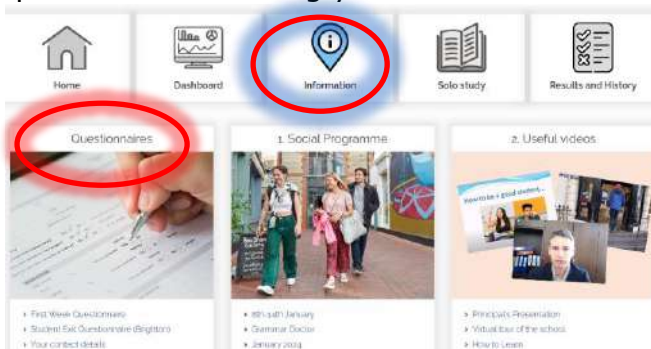 Home
Dashboard
Information
Solo study
Results and History
Questionnaires
1. Social Programme
2. Useful videos
How to be a good student...
First Week Questionnaire
Student Exit Questionnaire (Brighton)
Your contact details
8th-14th January
Grammar Doctor
January 2024
Principal's Presentation
Virtual tour of the school
How to Learn